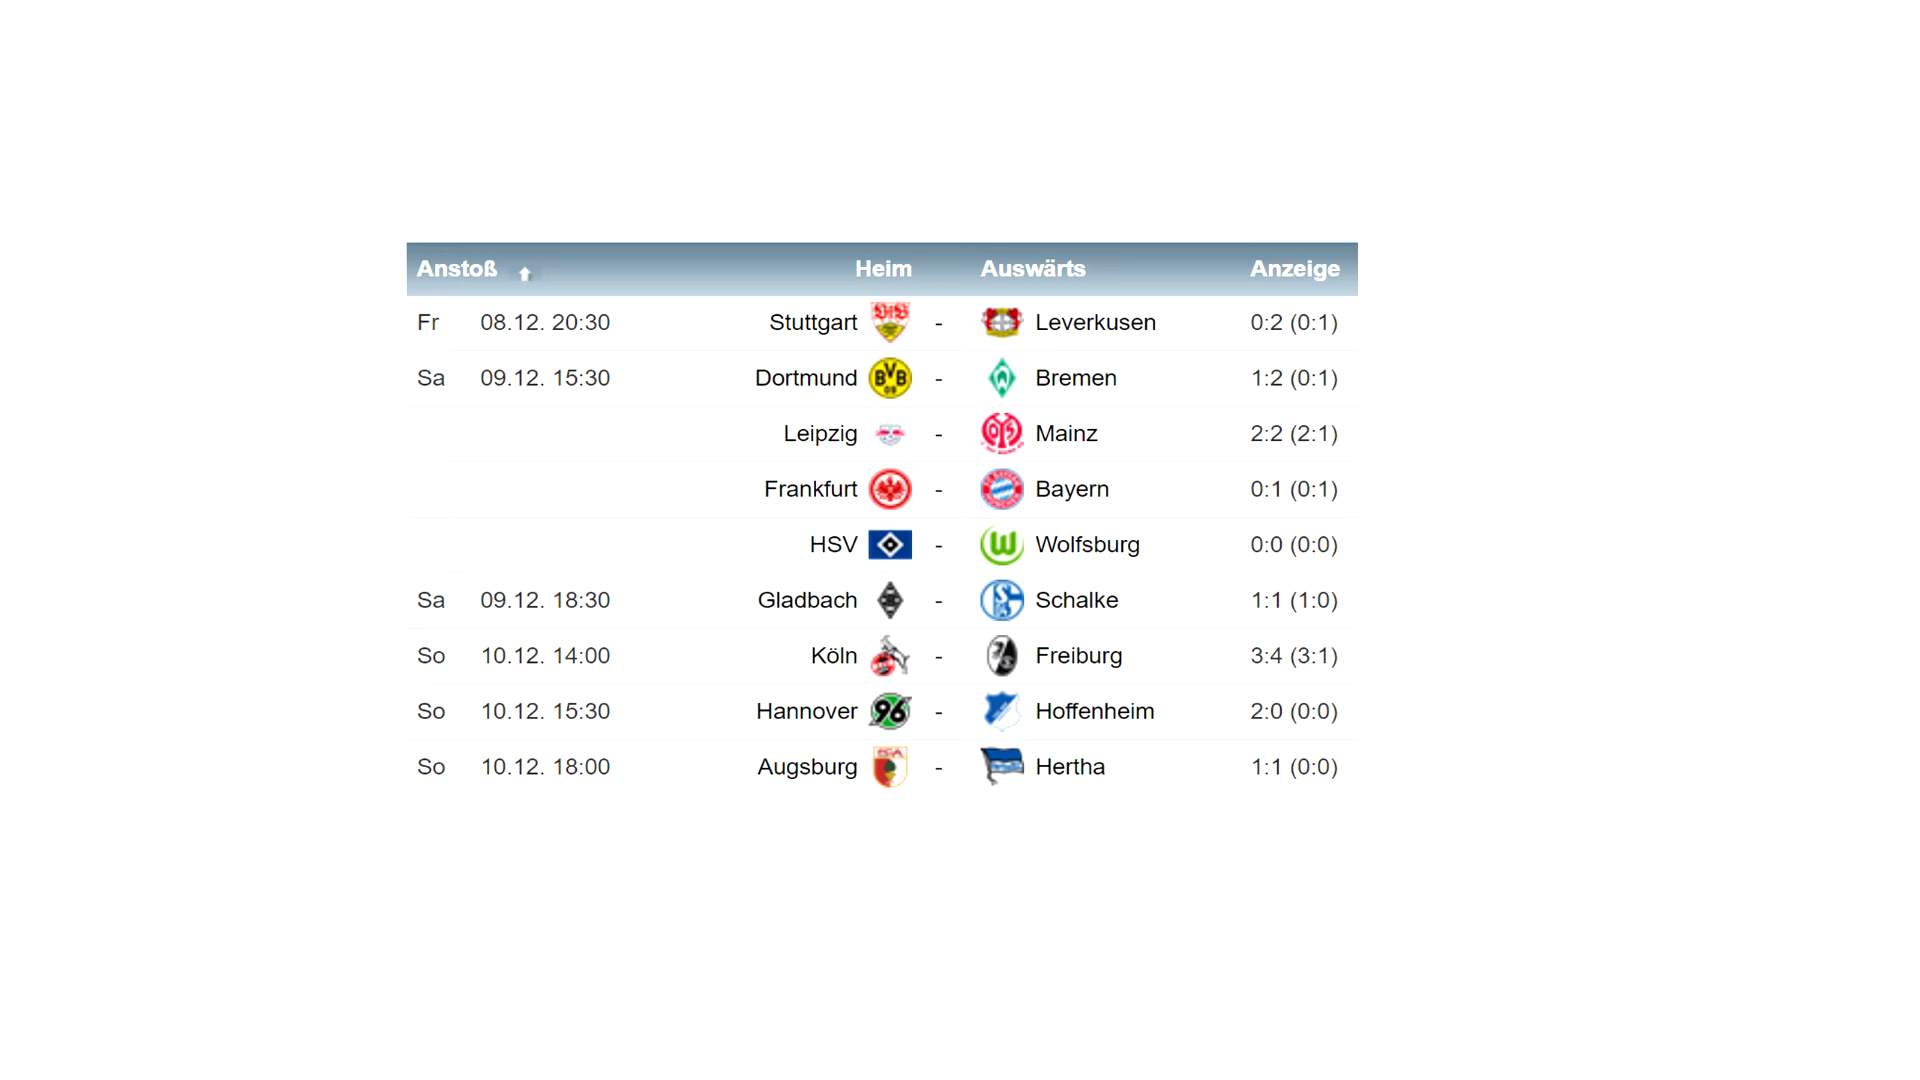 Anstoß Heim Auswärts Anzeige
Fr 08.12. 20:30 Stuttgart - Leverkusen 0:2 (0:1)
Sa 09.12. 15:30 Dortmund BVB 09 - Bremen 1:2 (0:1)
Leipzig - Mainz 2:2 (2:1)
Frankfurt - Bayern 0:1 (0:1)
HSV - Wolfsburg 0:0 (0:0)
Sa 09.12. 18:30 Gladbach - Schalke 1:1 (1:0)
So 10.12. 14:00 Köln - Freiburg 3:4 (3:1)
So 10.12. 15:30 Hannover 96 - Hoffenheim 2:0 (0:0)
So 10.12. 18:00 Augsburg - Hertha 1:1 (0:0)